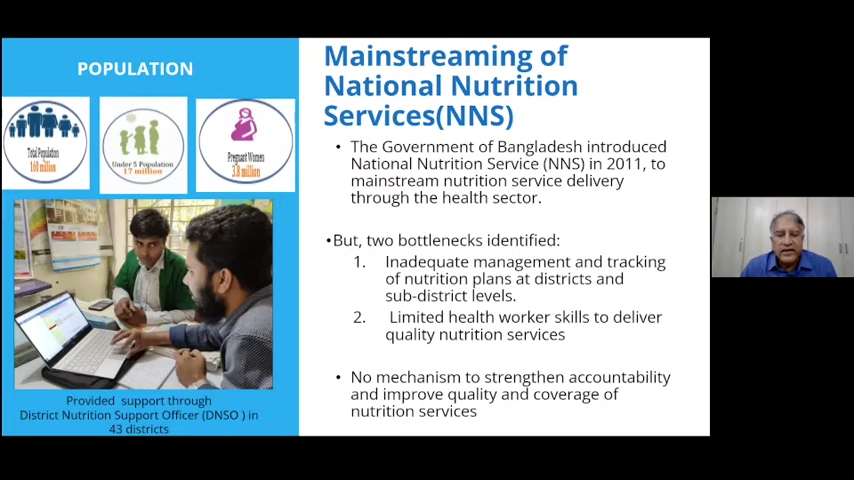 POPULATION
Total Population
160 million
Under 5 Population
17 million
Pregnant Women
3.8 million
Provided support through
District Nutrition Support Officer (DNSO ) in
43 districts
Mainstreaming of
National Nutrition
Services(NNS)
• The Government of Bangladesh introduced
National Nutrition Service (NNS) in 2011, to
mainstream nutrition service delivery
through the health sector.
•But, two bottlenecks identified:
1. Inadequate management and tracking
of nutrition plans at districts and
sub-district levels.
2. Limited health worker skills to deliver
quality nutrition services
• No mechanism to strengthen accountability
and improve quality and coverage of
nutrition services